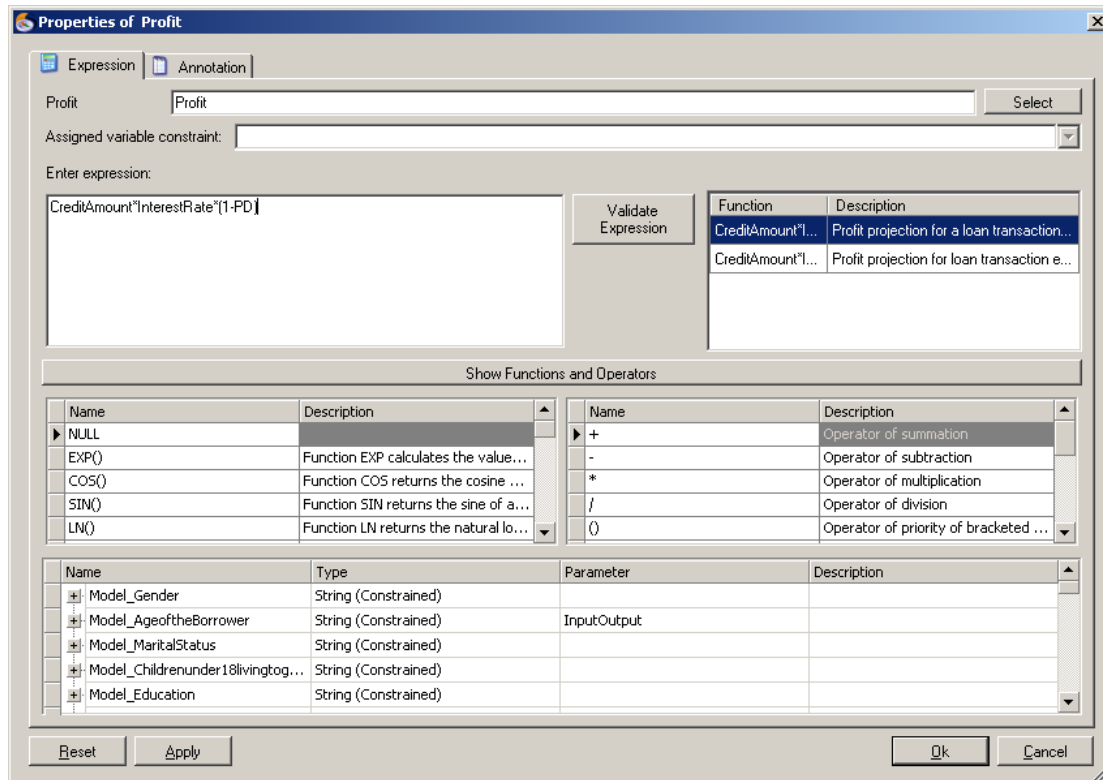 Properties of Profit
Expression Annotation
Profit Profit Select
Assigned variable constraint:
Enter expression:
CreditAmount*InterestRate*(1-PD)
Validate Expression
Function Description
CreditAmount*I... Profit projection for a loan transaction...
CreditAmount*I... Profit projection for loan transaction e...
Show Functions and Operators
Name Description
NULL
EXP() Function EXP calculates the value...
COS() Function COS returns the cosine ...
SIN() Function SIN returns the sine of a...
LN() Function LN returns the natural lo...
Name Description
+ Operator of summation
- Operator of subtraction
* Operator of multiplication
/ Operator of division
() Operator of priority of bracketed ...
Name Type Parameter Description
Model_Gender String (Constrained)
Model_AgeoftheBorrower String (Constrained) InputOutput
Model_MaritalStatus String (Constrained)
Model_Childrenunder18livingtog... String (Constrained)
Model_Education String (Constrained)
Reset Apply Ok Cancel